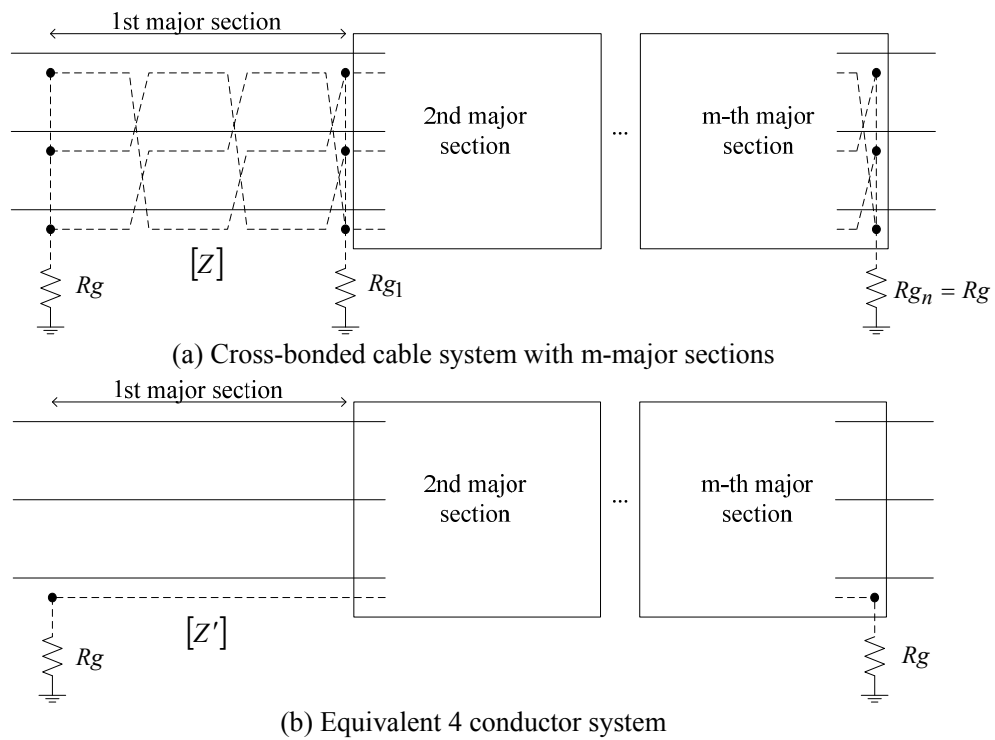 1st major section
2nd major
section
...
m-th major
section
[Z]
Rg
Rg1
Rgn = Rg
(a) Cross-bonded cable system with m-major sections
1st major section
2nd major
section
...
m-th major
section
[Z′]
Rg
Rg
(b) Equivalent 4 conductor system